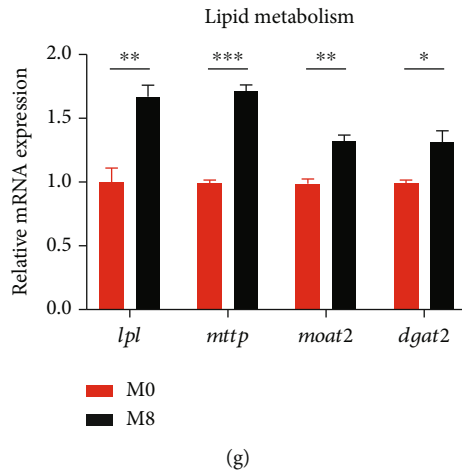 Lipid metabolism
Relative mRNA expression
2.0
1.5
1.0
0.5
0.0
** *** ** *
lpl mttp moat2 dgat2
M0
M8
(g)